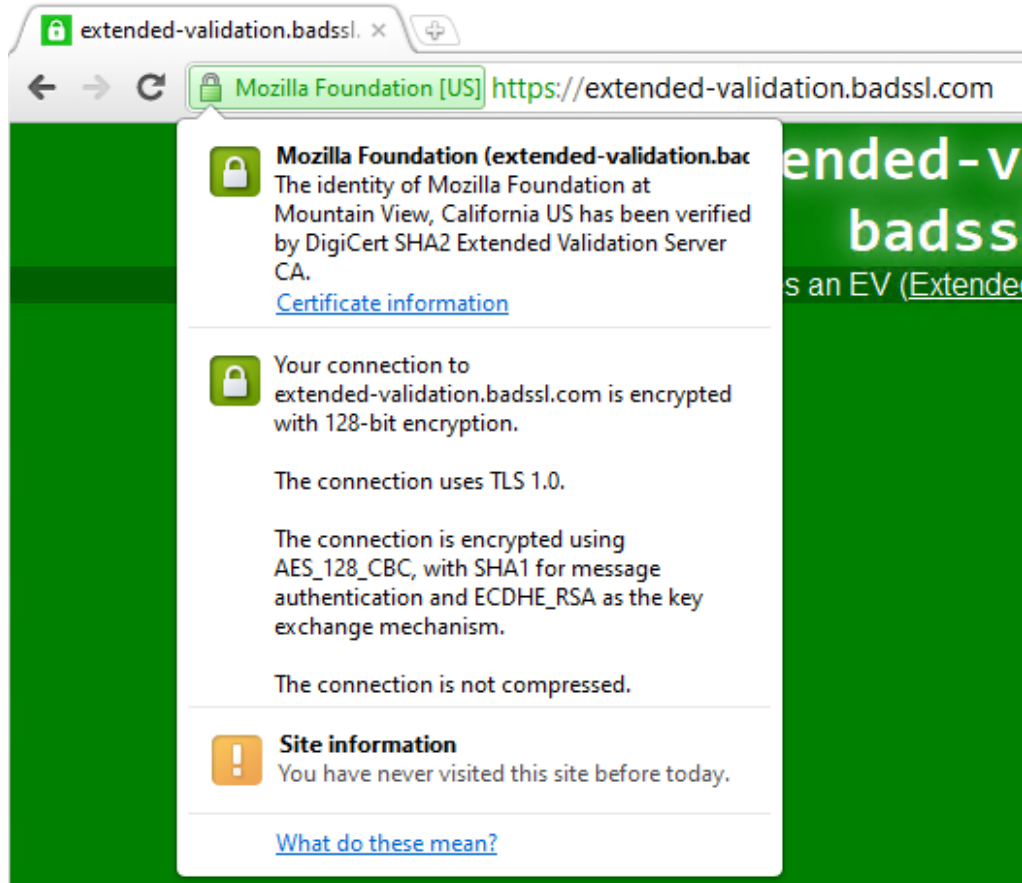 extended-validation.badssl.
Mozilla Foundation [US] https://extended-validation.badssl.com
ended-v
badss
s an EV (Extended
Mozilla Foundation (extended-validation.bad
The identity of Mozilla Foundation at
Mountain View, California US has been verified
by DigiCert SHA2 Extended Validation Server
CA.
Certificate information
Your connection to
extended-validation.badssl.com is encrypted
with 128-bit encryption.
The connection uses TLS 1.0.
The connection is encrypted using
AES_128_CBC, with SHA1 for message
authentication and ECDHE_RSA as the key
exchange mechanism.
The connection is not compressed.
Site information
You have never visited this site before today.
What do these mean?